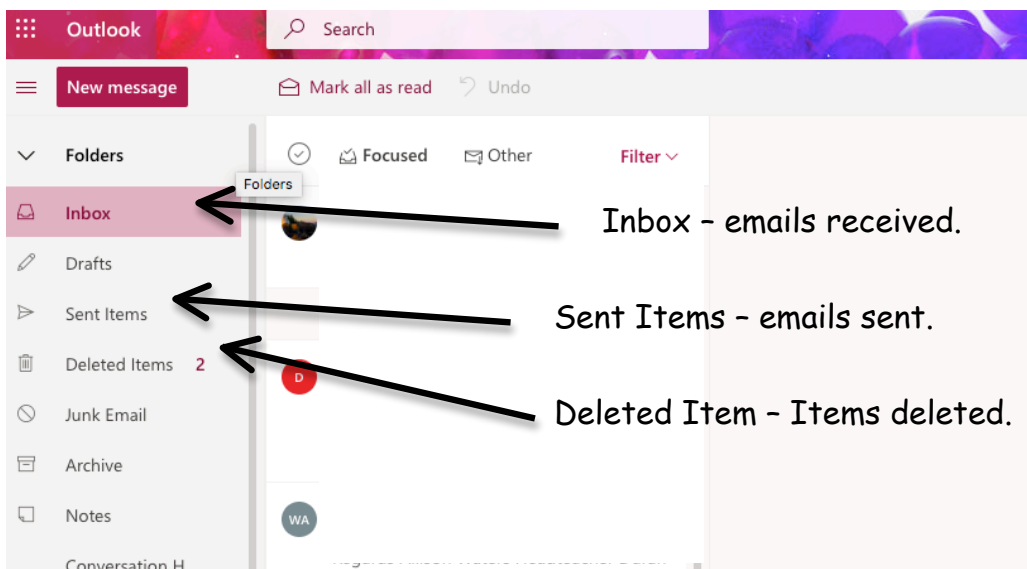 Outlook
Search
New message
Mark all as read
Undo
Folders
Focused
Other
Filter
Folders
Inbox
Inbox – emails received.
Drafts
Sent Items
Sent Items – emails sent.
Deleted Items 2
D
Deleted Item – Items deleted.
Junk Email
Archive
Notes
WA
Conversation H